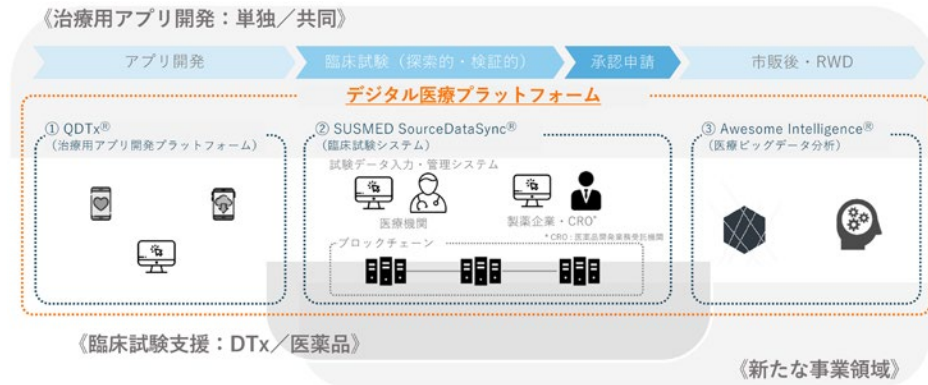 《治療用アプリ開発：単独／共同》
アプリ開発
臨床試験（探索的・検証的）
承認申請
市販後・RWD
デジタル医療プラットフォーム
① QDTx®
（治療用アプリ開発プラットフォーム）
② SUSMED SourceDataSync®
（臨床試験システム）
試験データ入力・管理システム
医療機関
製薬企業・CRO*
* CRO：医薬品開発業務受託機関
ブロックチェーン
③ Awesome Intelligence®
（医療ビッグデータ分析）
《臨床試験支援：DTx／医薬品》
《新たな事業領域》